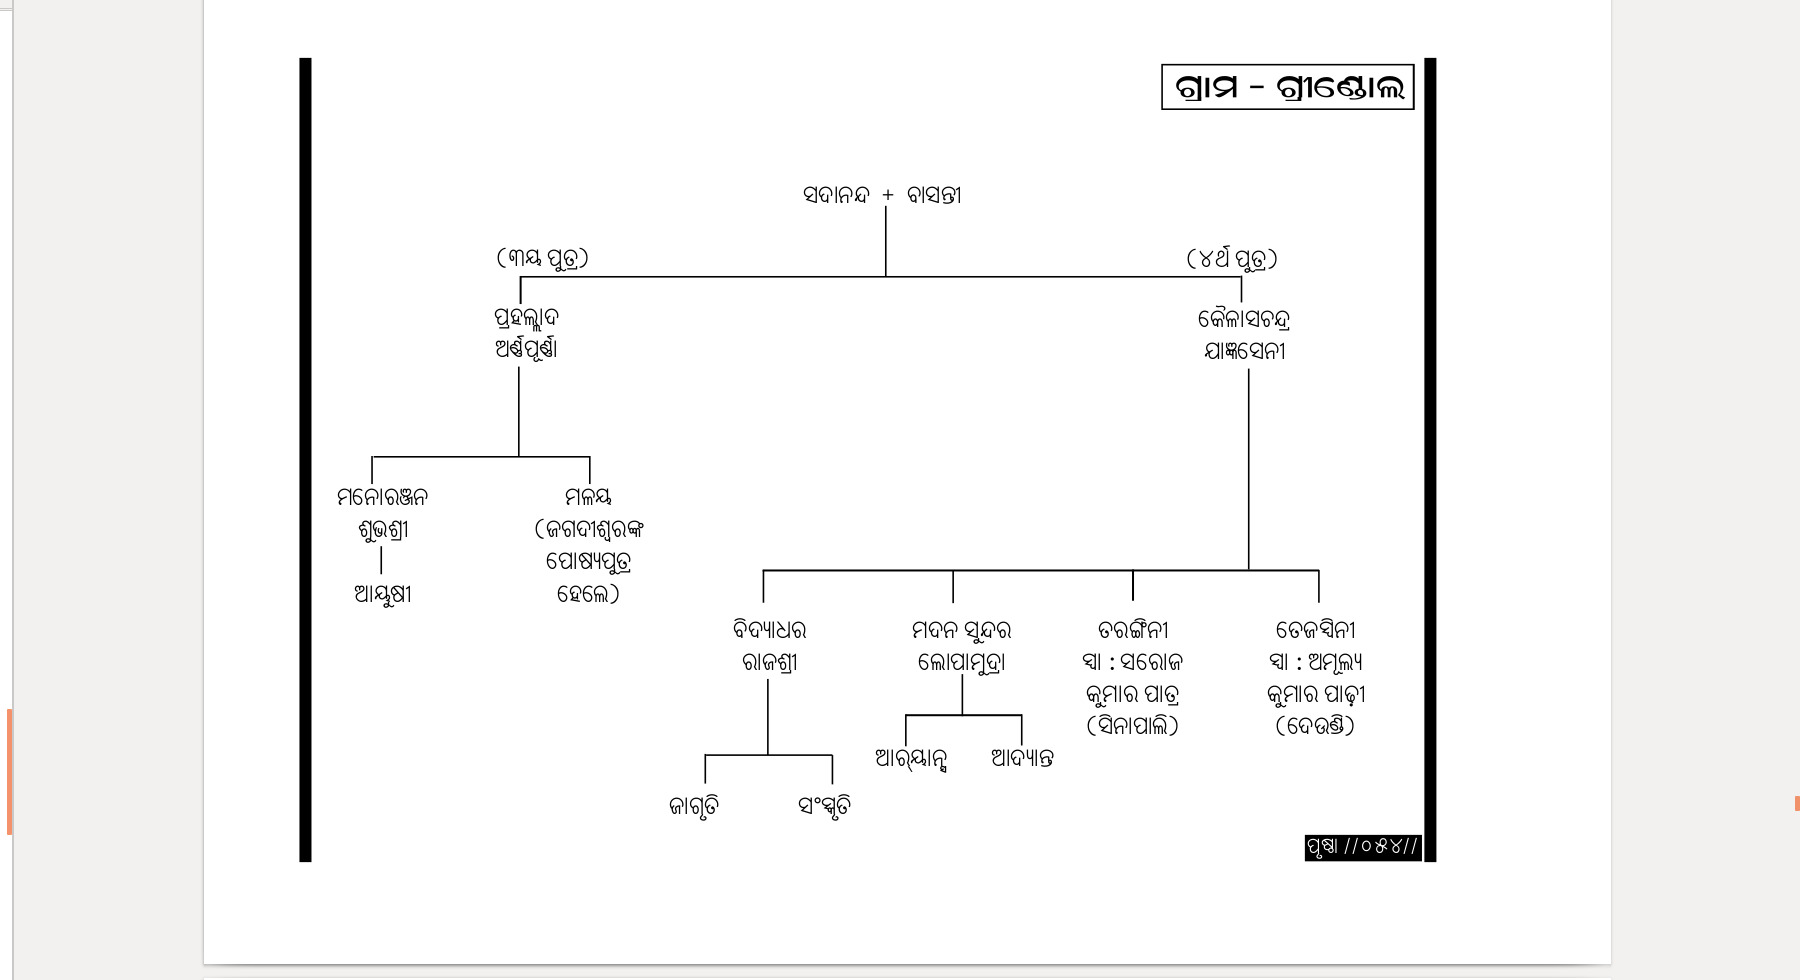 ଗ୍ରାମ - ଗ୍ରୀଣ୍ଡୋଲ
ସଦାନନ୍ଦ + ବାସନ୍ତୀ
(୩ୟ ପୁତ୍ର)
(୪ର୍ଥ ପୁତ୍ର)
ପ୍ରହଲ୍ଲାଦ
ଅର୍ଣ୍ଣପୂର୍ଣ୍ଣା
କୈଳାସଚନ୍ଦ୍ର
ଯାଜ୍ଞସେନୀ
ମନୋରଞ୍ଜନ
ଶୁଭଶ୍ରୀ
ଆୟୁଷୀ
ମଳୟ
(ଜଗଦୀଶ୍ୱରଙ୍କ
ପୋଷ୍ୟପୁତ୍ର
ହେଲେ)
ବିଦ୍ୟାଧର
ରାଜଶ୍ରୀ
ଜାଗୃତି
ସଂସ୍କୃତି
ମଦନ ସୁନ୍ଦର
ଲୋପାମୁଦ୍ରା
ଆର୍‌ୟାନ୍ସ
ଆଦ୍ୟାନ୍ତ
ତରଙ୍ଗିନୀ
ସ୍ୱା : ସରୋଜ
କୁମାର ପାତ୍ର
(ସିନାପାଲି)
ତେଜସ୍ୱିନୀ
ସ୍ୱା : ଅମୂଲ୍ୟ
କୁମାର ପାଢ଼ୀ
(ଦେଉଣ୍ଡି)
ପୃଷ୍ଠା //୦୫୪//